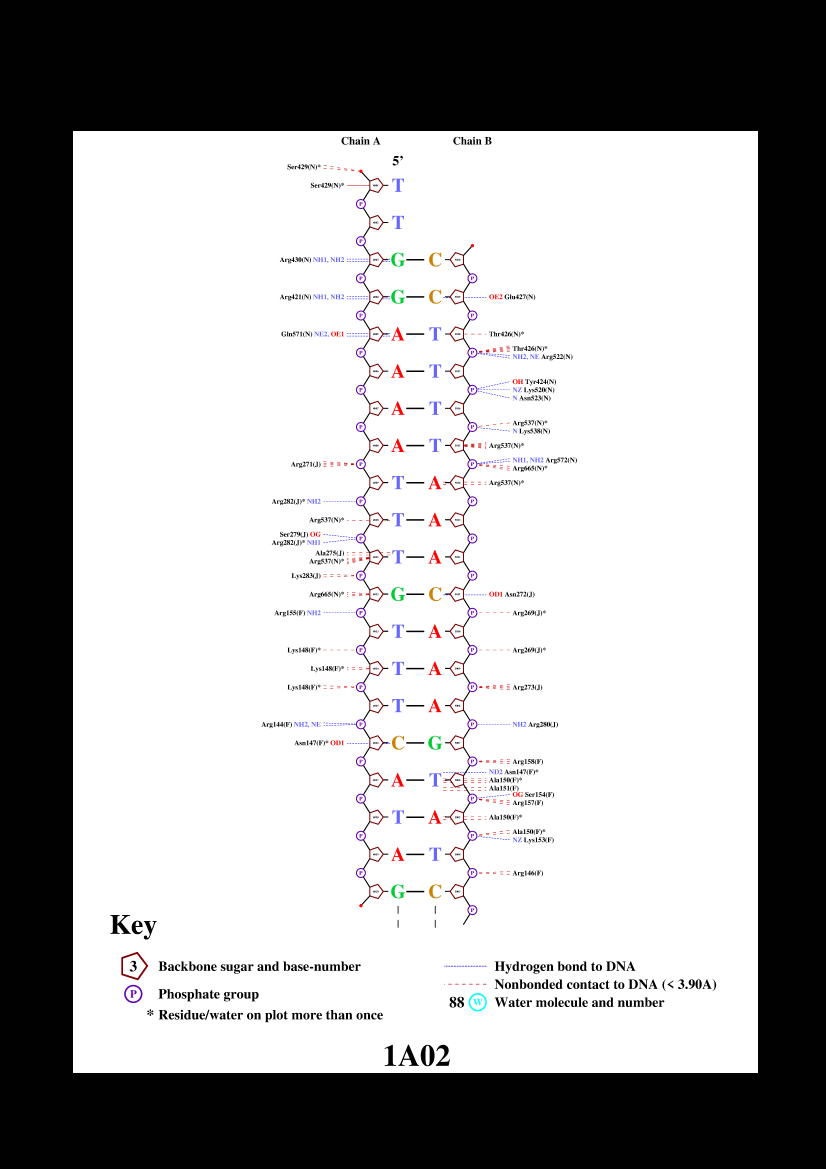 Chain A Chain B
5’
Ser429(N)*
Ser429(N)* T
P
T
P
Arg430(N) NH1, NH2 G C
P P
Arg421(N) NH1, NH2 G C OE2 Glu427(N)
P P
Gln571(N) NE2, OE1 A T Thr426(N)*
Thr426(N)*
P P
NH2, NE Arg522(N)
A T
OH Tyr424(N)
P P NZ Lys520(N)
N Asn523(N)
A T
Arg537(N)*
P P
N Lys538(N)
A T Arg537(N)*
NH1, NH2 Arg572(N)
Arg271(J) P P
Arg665(N)*
T A Arg537(N)*
Arg282(J)* NH2 P P
Arg537(N)* T A
Ser279(J) OG
P P
Arg282(J)* NH1
Ala275(J)
T A
Arg537(N)*
Lys283(J) P P
Arg665(N)* G C OD1 Asn272(J)
Arg155(F) NH2 P P Arg269(J)*
T A
Lys148(F)* P P Arg269(J)*
Lys148(F)* T A
Lys148(F)* P P Arg273(J)
T A
Arg144(F) NH2, NE P P NH2 Arg280(J)
Asn147(F)* OD1 C G
P P Arg158(F)
ND2 Asn147(F)*
A T Ala150(F)*
Ala151(F)
OG Ser154(F)
P P
Arg157(F)
T A Ala150(F)*
Ala150(F)*
P P
NZ Lys153(F)
A T
P P Arg146(F)
G C
P
Key
3 Backbone sugar and base-number
P Phosphate group
* Residue/water on plot more than once
Hydrogen bond to DNA
Nonbonded contact to DNA (< 3.90A)
88 W Water molecule and number
1A02